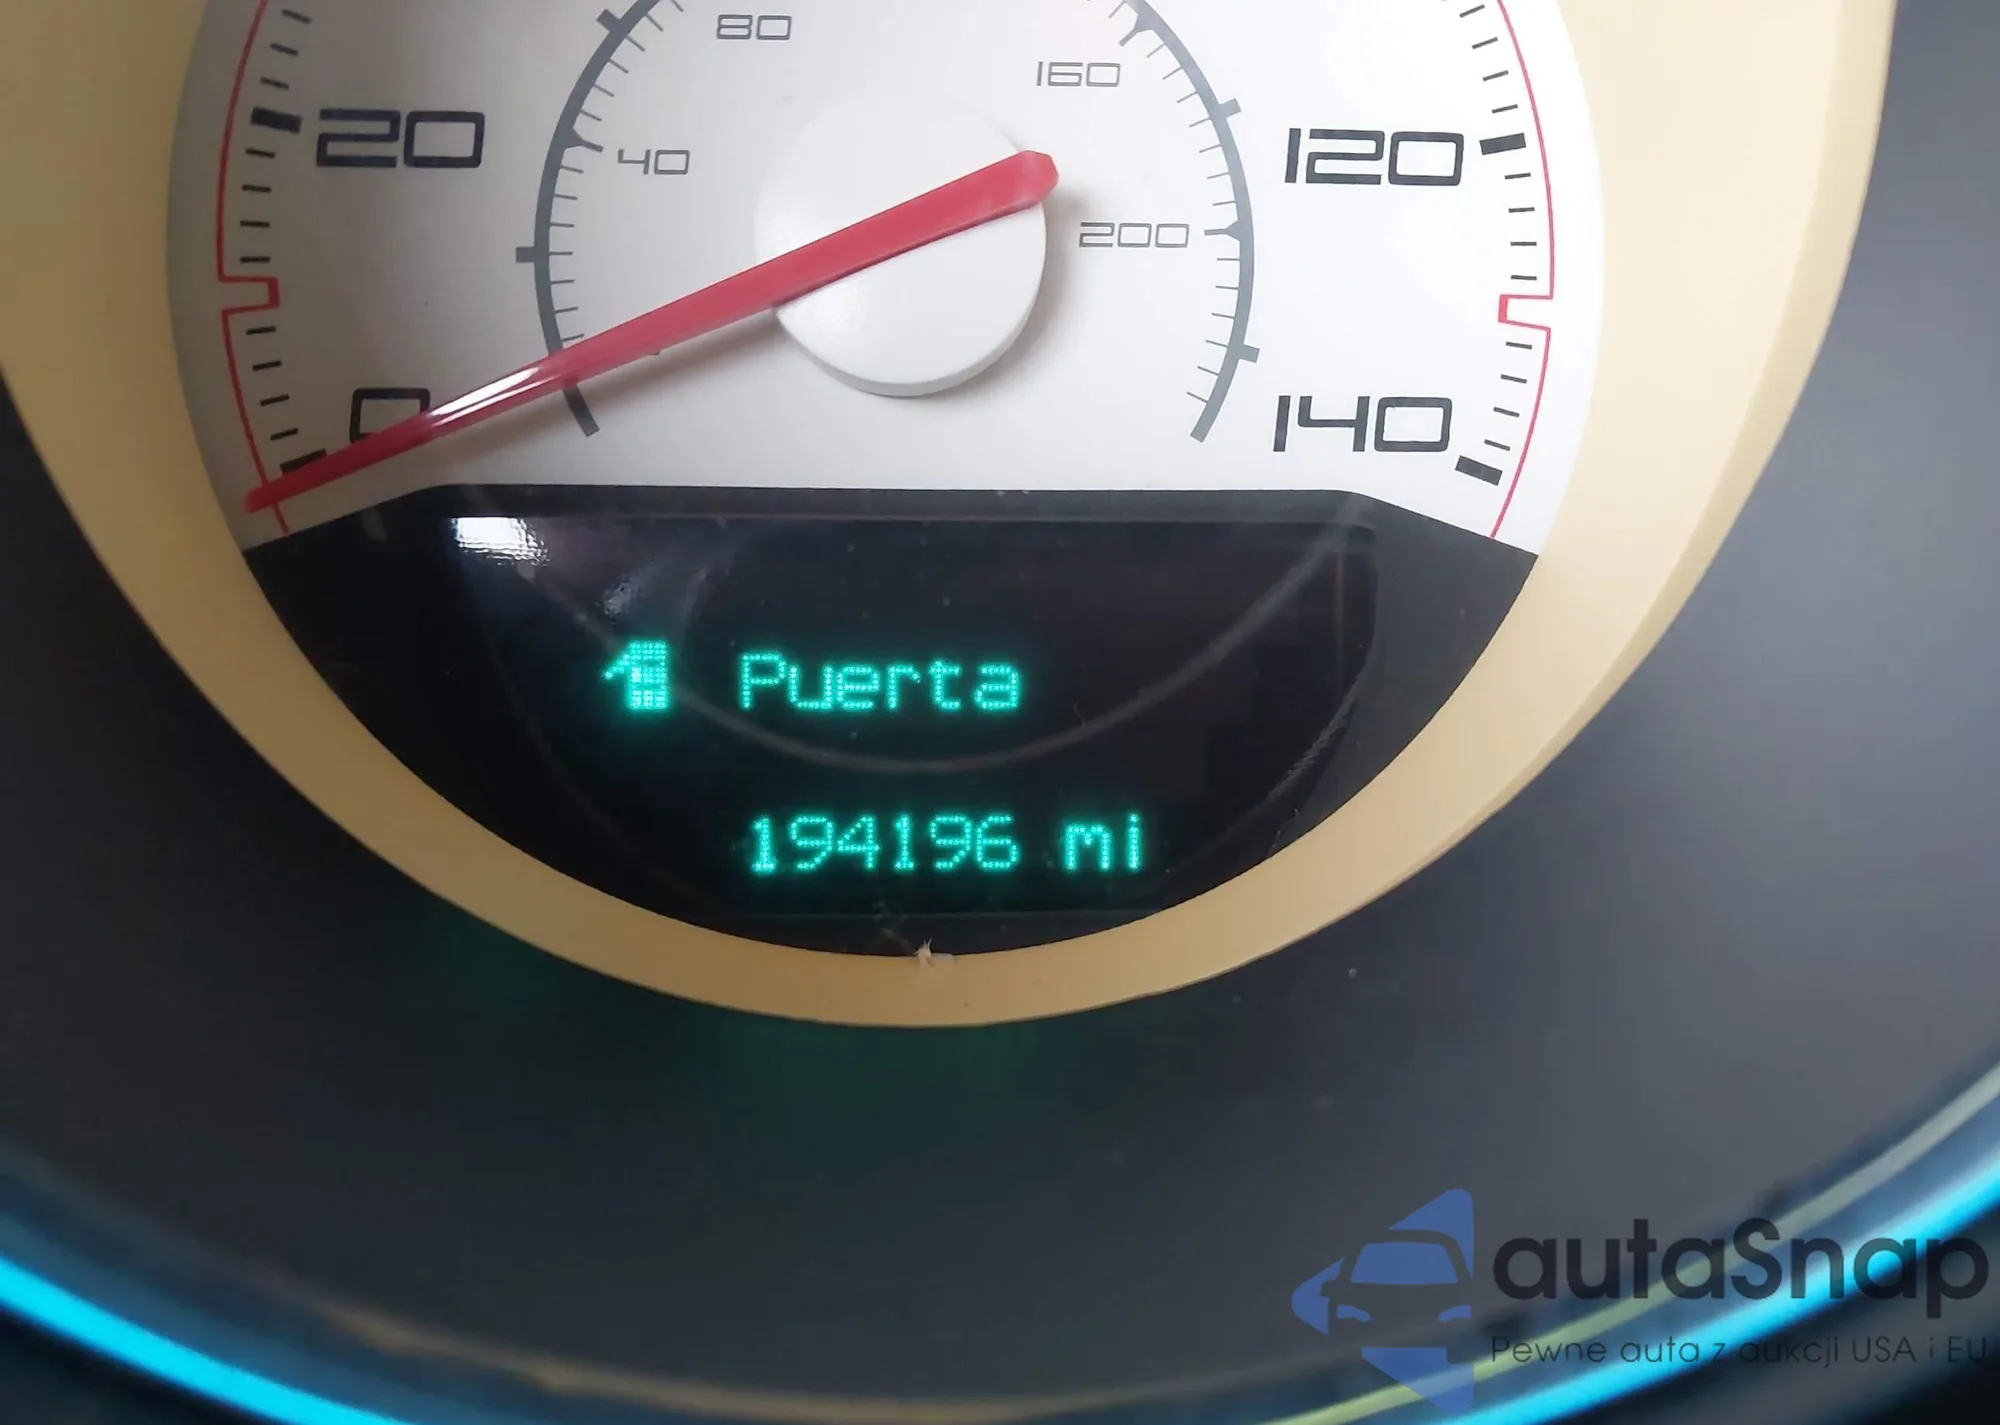 80
160
20
120
40
200
0
140
Puerta
194196 mi
autaSnap
Pewne auta z aukcji USA i EU